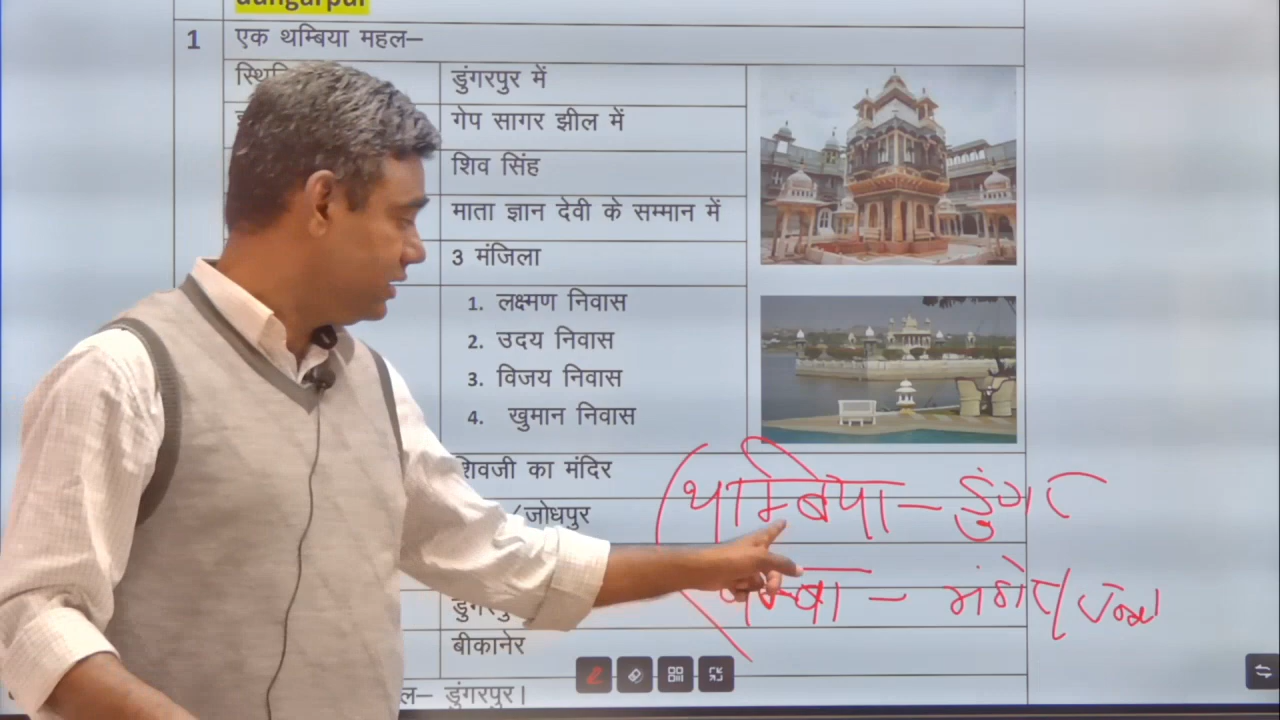 dungarpur
1 एक थम्बिया महल–
डुंगरपुर में
गेप सागर झील में
शिव सिंह
माता ज्ञान देवी के सम्मान में
3 मंजिला
1. लक्ष्मण निवास
2. उदय निवास
3. विजय निवास
4. खुमान निवास
शिवजी का मंदिर
/जोधपुर
थाम्बिया – डुंगर
बीकानेर
– डुंगरपुर।